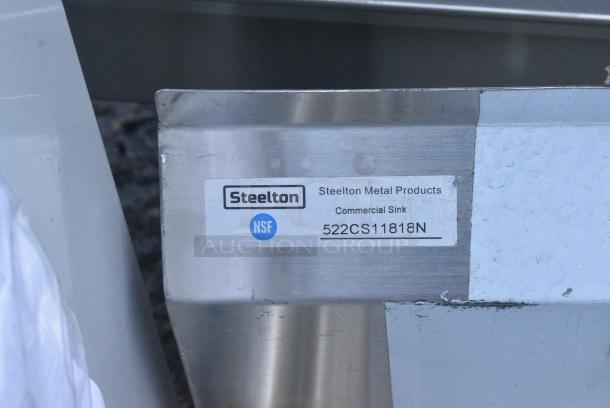 Steelton
Steelton Metal Products
Commercial Sink
NSF
522CS11818N
AUCTION GROUP